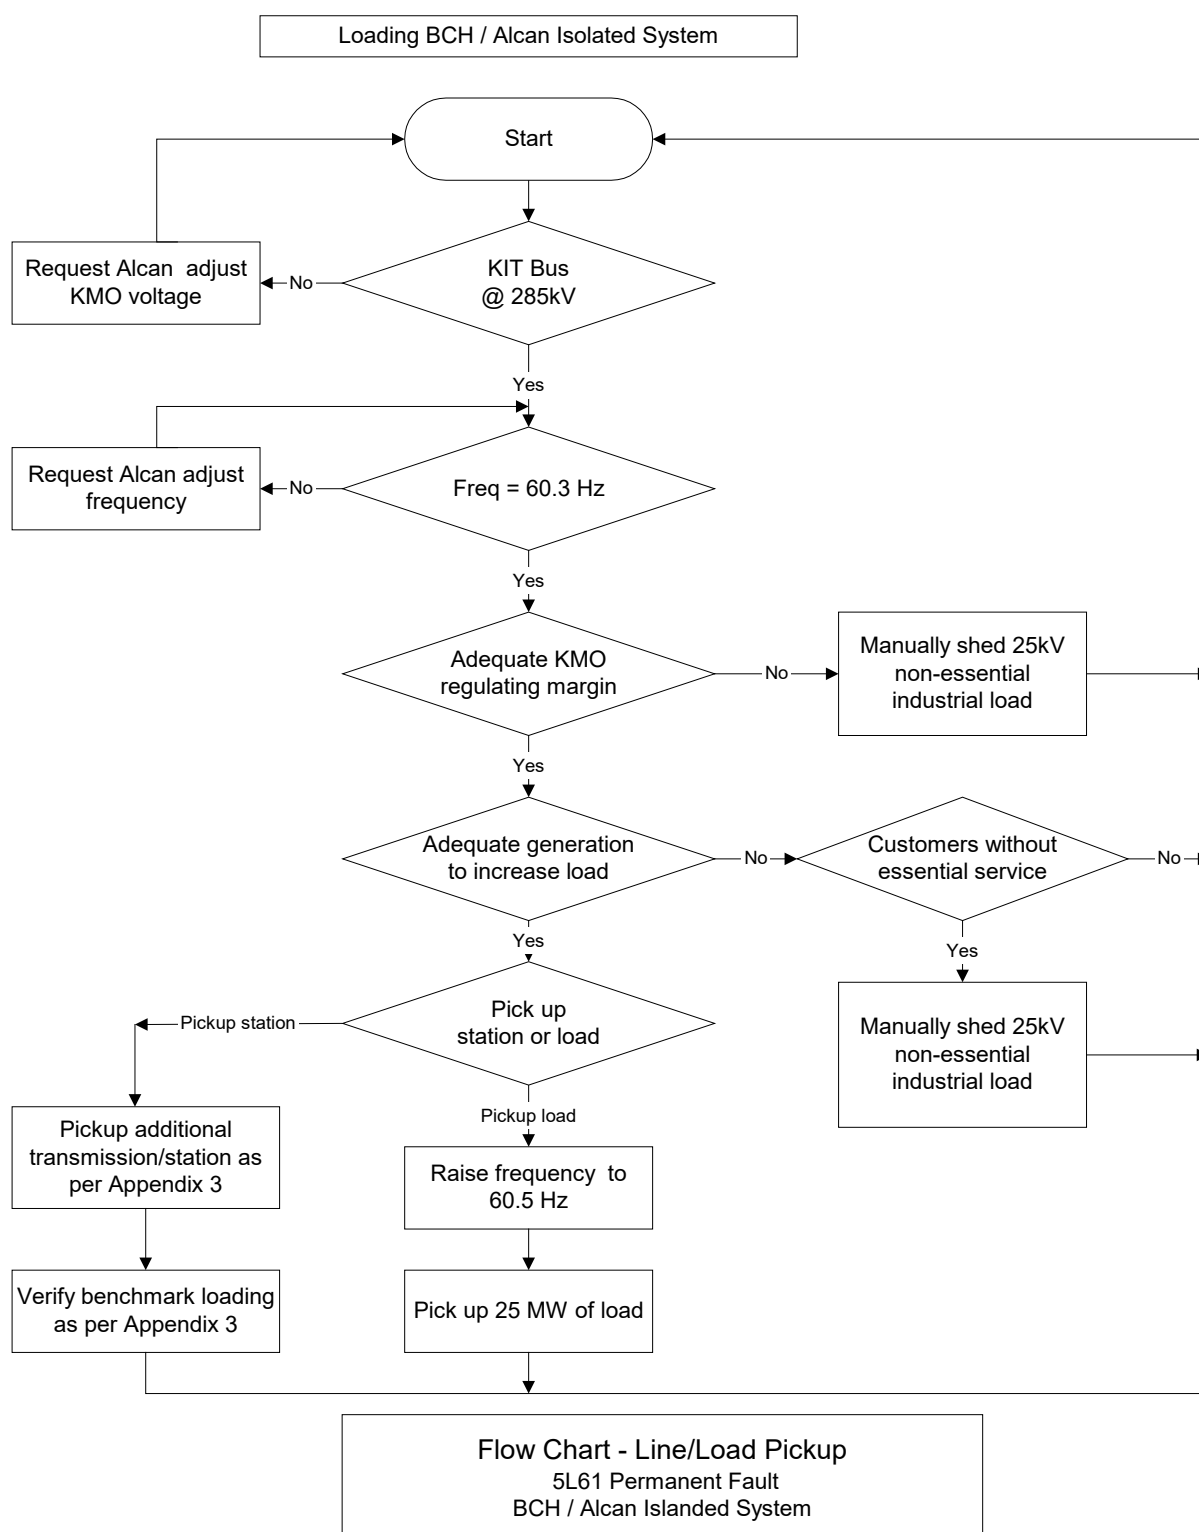 Loading BCH / Alcan Isolated System
Start
Request Alcan  adjust
KMO voltage
No
KIT Bus
@ 285kV
Yes
Request Alcan adjust
frequency
No
Freq = 60.3 Hz
Yes
Adequate KMO
regulating margin
No
Manually shed 25kV
non-essential
industrial load
Yes
Adequate generation
to increase load
No
Customers without
essential service
No
Yes
Yes
Pick up
station or load
Pickup station
Manually shed 25kV
non-essential
industrial load
Pickup load
Pickup additional
transmission/station as
per Appendix 3
Raise frequency  to
60.5 Hz
Verify benchmark loading
as per Appendix 3
Pick up 25 MW of load
Flow Chart - Line/Load Pickup
5L61 Permanent Fault
BCH / Alcan Islanded System